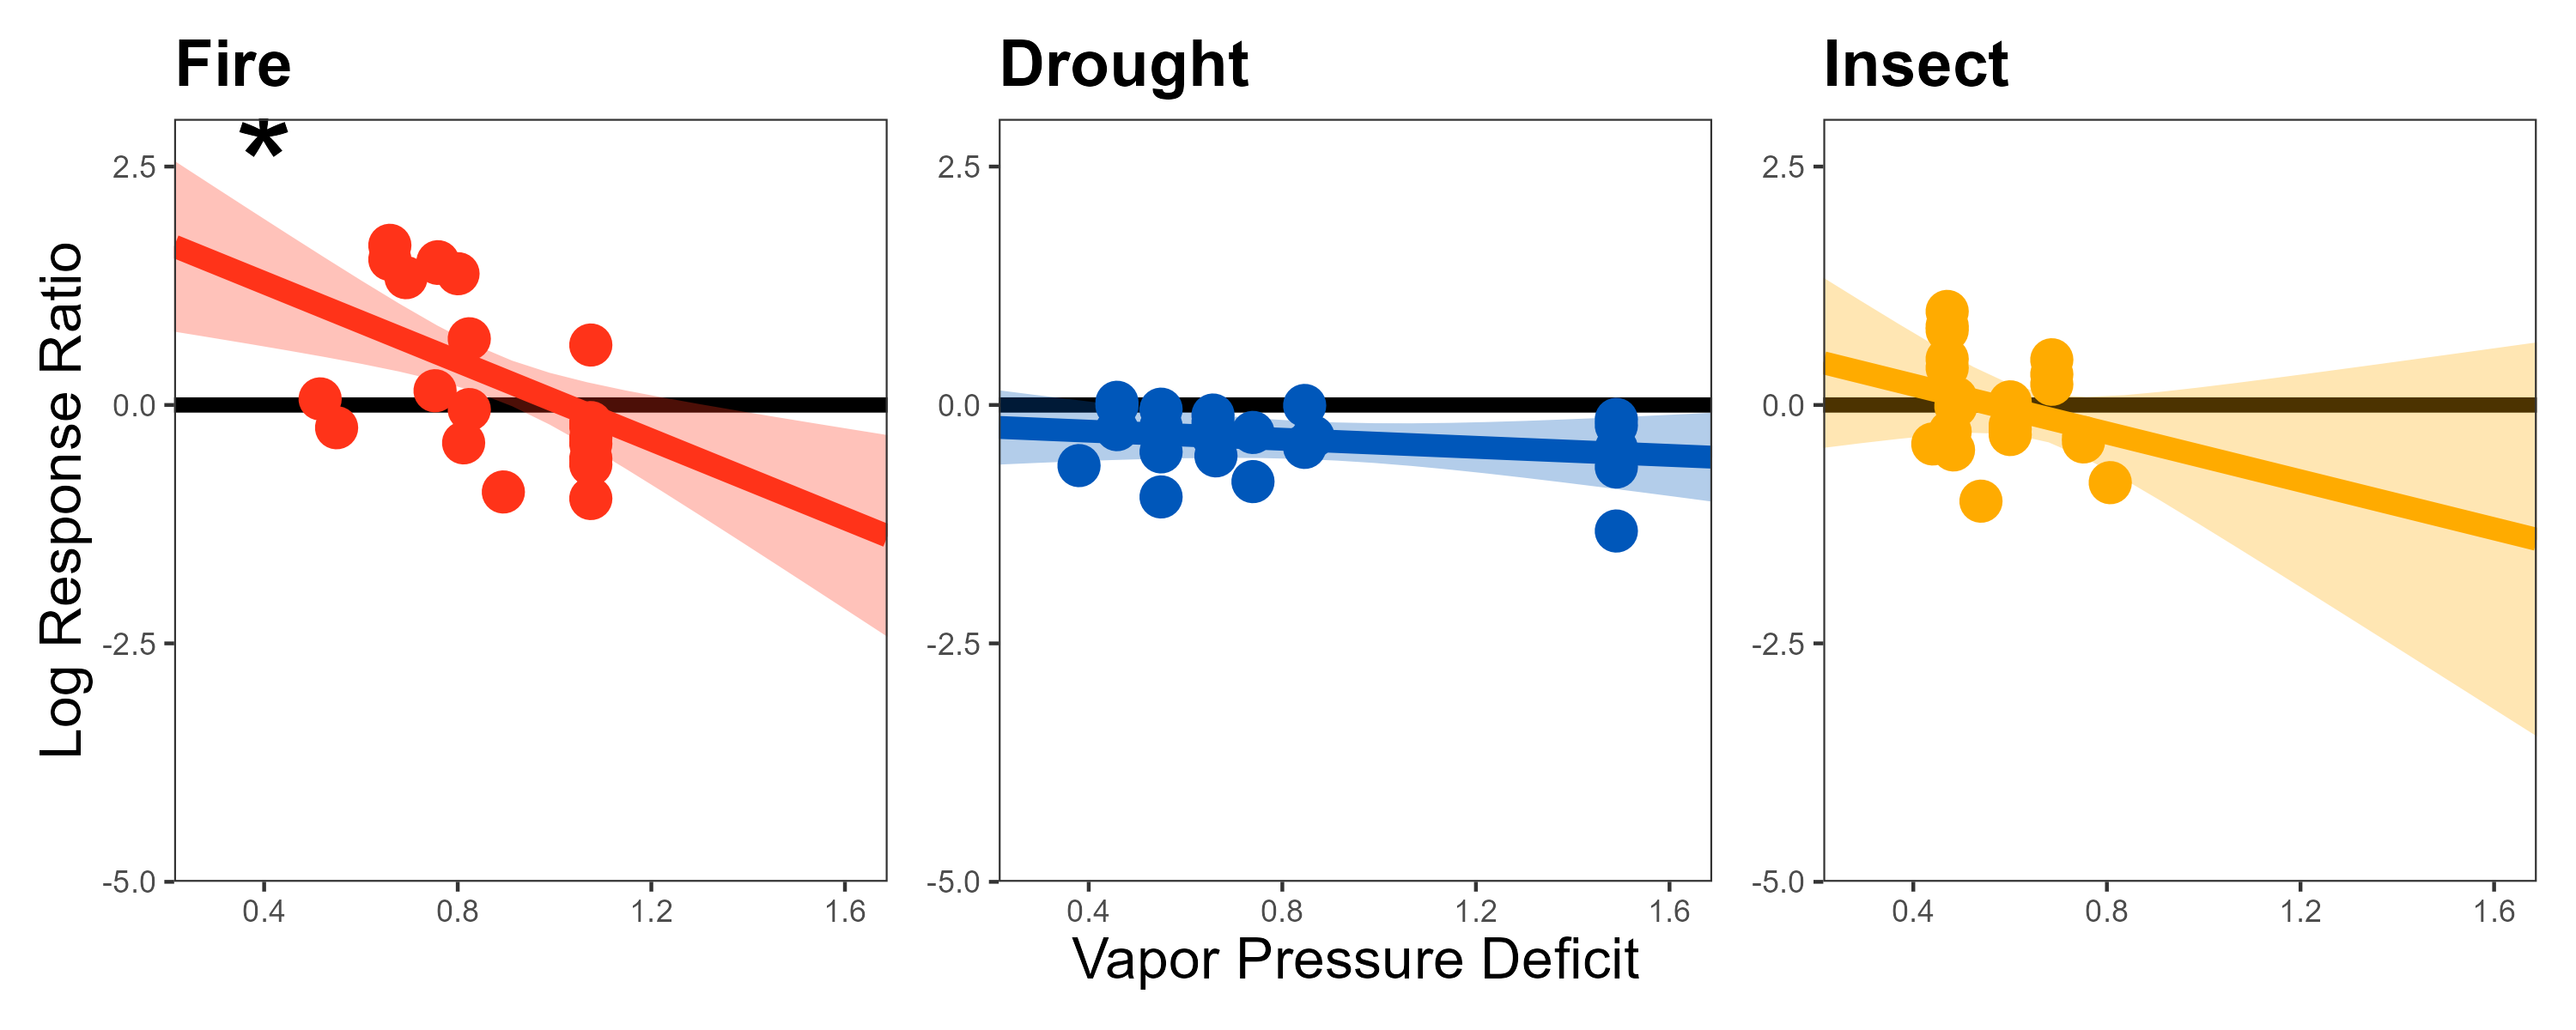 Fire Drought Insect
*
2.5 2.5 2.5
0.0 0.0 0.0
-2.5 -2.5 -2.5
-5.0 -5.0 -5.0
0.4 0.8 1.2 1.6 0.4 0.8 1.2 1.6 0.4 0.8 1.2 1.6
Log Response Ratio
Vapor Pressure Deficit